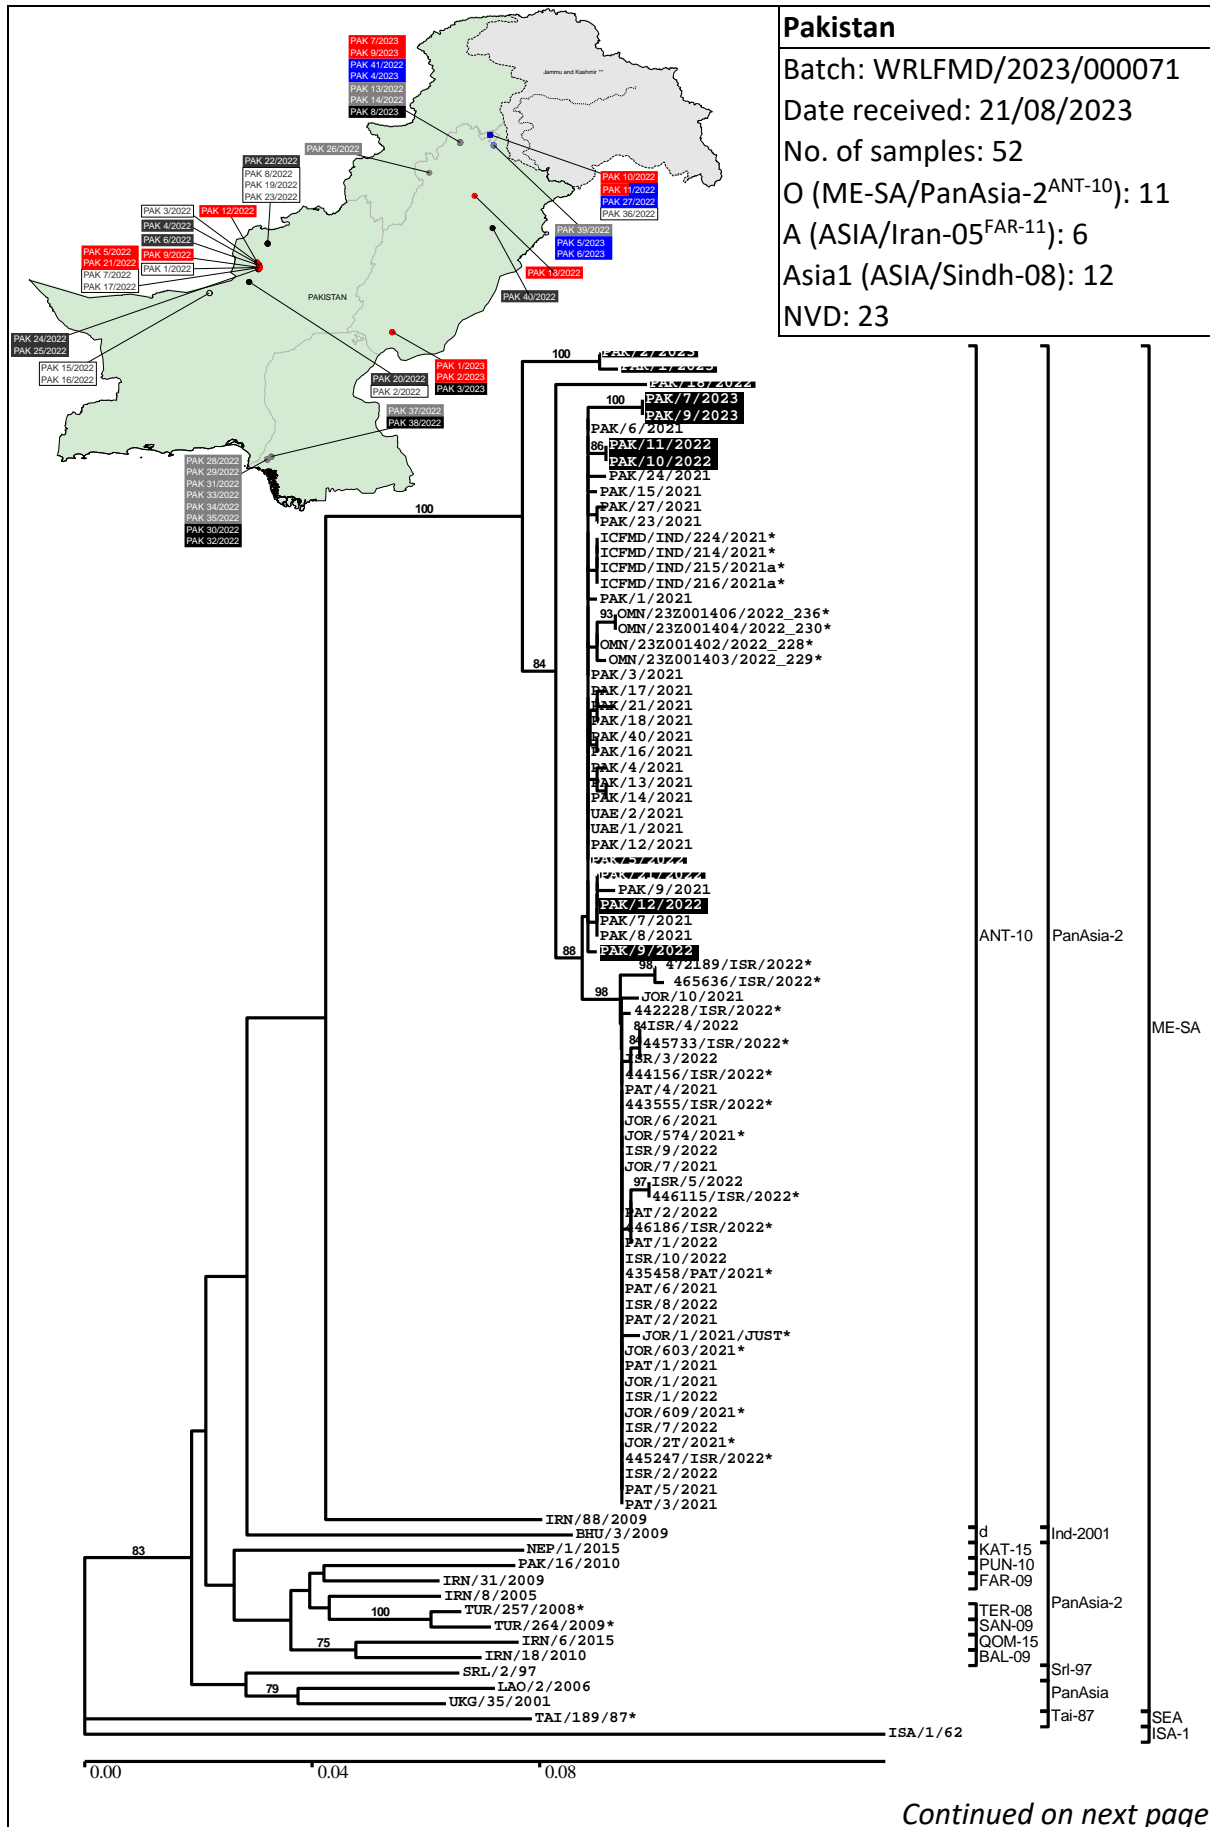 Pakistan
Batch: WRLFMD/2023/000071
Date received: 21/08/2023
No. of samples: 52
O (ME-SA/PanAsia-2ANT-10): 11
A (ASIA/Iran-05FAR-11): 6
Asia1 (ASIA/Sindh-08): 12
NVD: 23
PAK 7/2023
PAK 9/2023
PAK 41/2022
PAK 4/2023
PAK 13/2022
PAK 14/2022
PAK 8/2023
Jammu and Kashmir **
PAK 26/2022
PAK 22/2022
PAK 8/2022
PAK 19/2022
PAK 23/2022
PAK 10/2022
PAK 11/2022
PAK 27/2022
PAK 36/2022
PAK 3/2022
PAK 12/2022
PAK 4/2022
PAK 6/2022
PAK 39/2022
PAK 5/2023
PAK 6/2023
PAK 5/2022
PAK 21/2022
PAK 9/2022
PAK 7/2022
PAK 17/2022
PAK 1/2022
PAK 18/2022
PAKISTAN
PAK 40/2022
PAK 24/2022
PAK 25/2022
PAK 15/2022
PAK 16/2022
PAK 20/2022
PAK 2/2022
PAK 1/2023
PAK 2/2023
PAK 3/2023
PAK 37/2022
PAK 38/2022
PAK 28/2022
PAK 29/2022
PAK 31/2022
PAK 33/2022
PAK 34/2022
PAK 35/2022
PAK 30/2022
PAK 32/2022
100
PAK/2/2023
PAK/1/2023
PAK/18/2022
100
PAK/7/2023
PAK/9/2023
PAK/6/2021
86
PAK/11/2022
PAK/10/2022
PAK/24/2021
PAK/15/2021
PAK/27/2021
100
PAK/23/2021
ICFMD/IND/224/2021*
ICFMD/IND/214/2021*
ICFMD/IND/215/2021a*
ICFMD/IND/216/2021a*
PAK/1/2021
93
OMN/23Z001406/2022_236*
OMN/23Z001404/2022_230*
OMN/23Z001402/2022_228*
OMN/23Z001403/2022_229*
84
PAK/3/2021
PAK/17/2021
PAK/21/2021
PAK/18/2021
PAK/40/2021
PAK/16/2021
PAK/4/2021
PAK/13/2021
PAK/14/2021
UAE/2/2021
UAE/1/2021
PAK/12/2021
PAK/5/2022
PAK/21/2022
PAK/9/2021
PAK/12/2022
PAK/7/2021
PAK/8/2021
ANT-10
PanAsia-2
88
PAK/9/2022
98
472189/ISR/2022*
465636/ISR/2022*
98
JOR/10/2021
442228/ISR/2022*
84
ISR/4/2022
ME-SA
84
445733/ISR/2022*
ISR/3/2022
444156/ISR/2022*
PAT/4/2021
443555/ISR/2022*
JOR/6/2021
JOR/574/2021*
ISR/9/2022
JOR/7/2021
97
ISR/5/2022
446115/ISR/2022*
PAT/2/2022
446186/ISR/2022*
PAT/1/2022
ISR/10/2022
435458/PAT/2021*
PAT/6/2021
ISR/8/2022
PAT/2/2021
JOR/1/2021/JUST*
JOR/603/2021*
PAT/1/2021
JOR/1/2021
ISR/1/2022
JOR/609/2021*
ISR/7/2022
JOR/2T/2021*
445247/ISR/2022*
ISR/2/2022
PAT/5/2021
PAT/3/2021
IRN/88/2009
BHU/3/2009
d
Ind-2001
83
NEP/1/2015
KAT-15
PAK/16/2010
PUN-10
IRN/31/2009
FAR-09
IRN/8/2005
PanAsia-2
100
TUR/257/2008*
TER-08
TUR/264/2009*
SAN-09
75
IRN/6/2015
QOM-15
IRN/18/2010
BAL-09
SRL/2/97
Srl-97
79
LAO/2/2006
PanAsia
UKG/35/2001
TAI/189/87*
Tai-87
SEA
ISA/1/62
ISA-1
0.00
0.04
0.08
Continued on next page